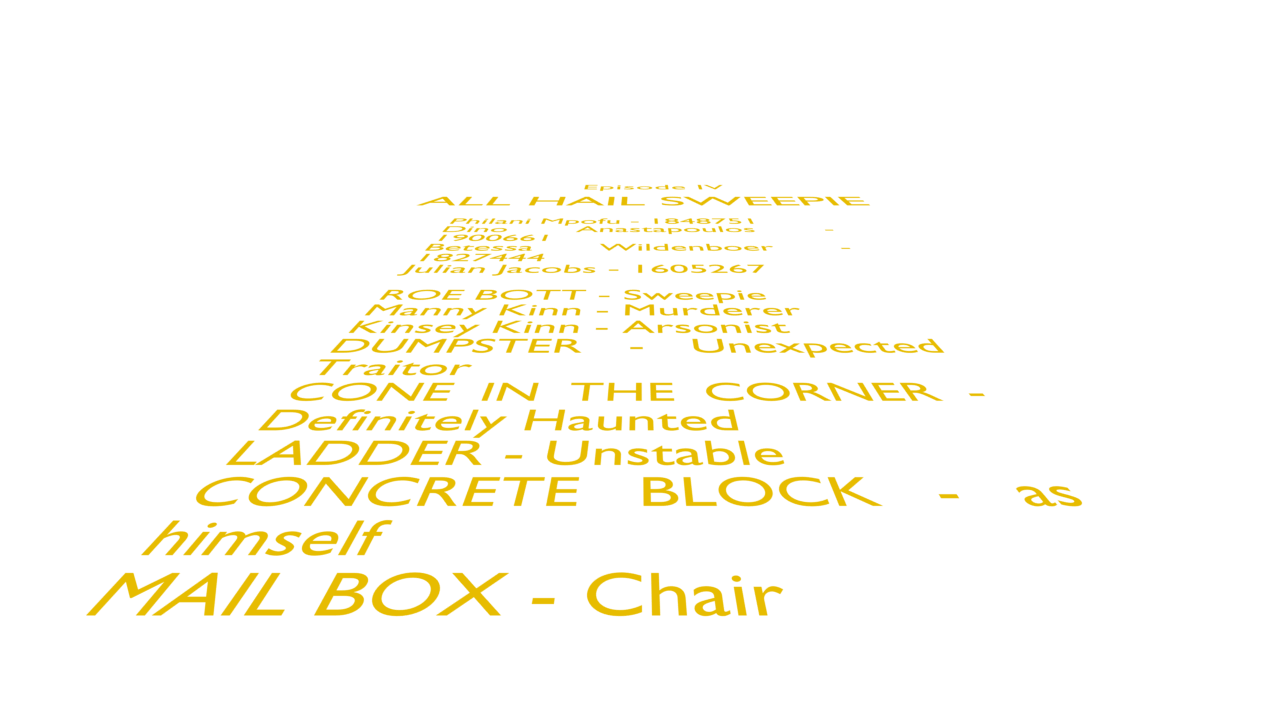 Episode IV
ALL HAIL SWEEPIE
Philani Mpofu - 1848751
Dino Anastapoulos -
1900661
Betessa Wildenboer -
1827444
Julian Jacobs - 1605267
ROE BOTT - Sweepie
Manny Kinn - Murderer
Kinsey Kinn - Arsonist
DUMPSTER - Unexpected
Traitor
CONE IN THE CORNER -
Definitely Haunted
LADDER - Unstable
CONCRETE BLOCK - as
himself
MAIL BOX - Chair